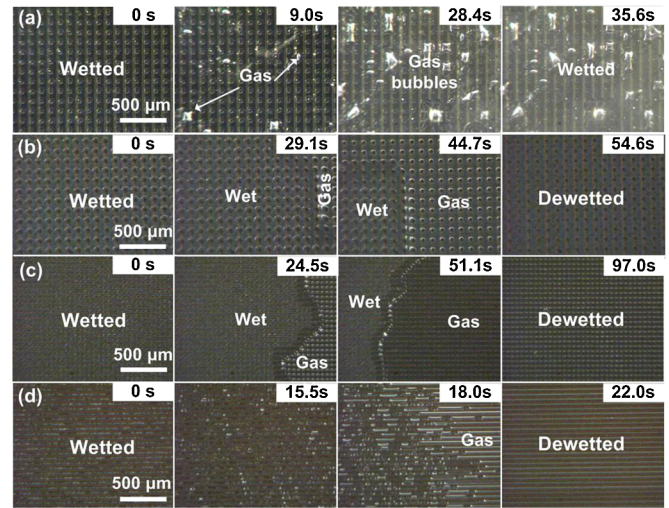 (a) 0 s 9.0s 28.4s 35.6s
Wetted Gas Gas bubbles Wetted
500 µm
(b) 0 s 29.1s 44.7s 54.6s
Wetted Wet Gas Wet Gas Dewetted
500 µm
(c) 0 s 24.5s 51.1s 97.0s
Wetted Wet Gas Wet Gas Dewetted
500 µm
(d) 0 s 15.5s 18.0s 22.0s
Wetted Gas Dewetted
500 µm